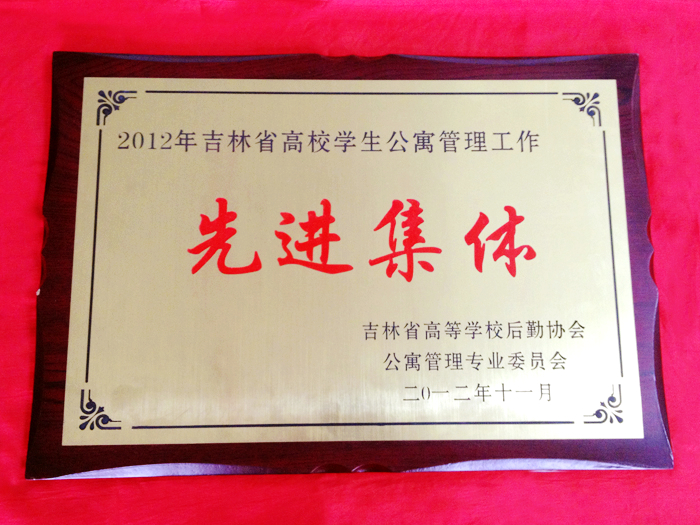 2012年吉林省高校学生公寓管理工作
先进集体
吉林省高等学校后勤协会
公寓管理专业委员会
二〇一二年十一月